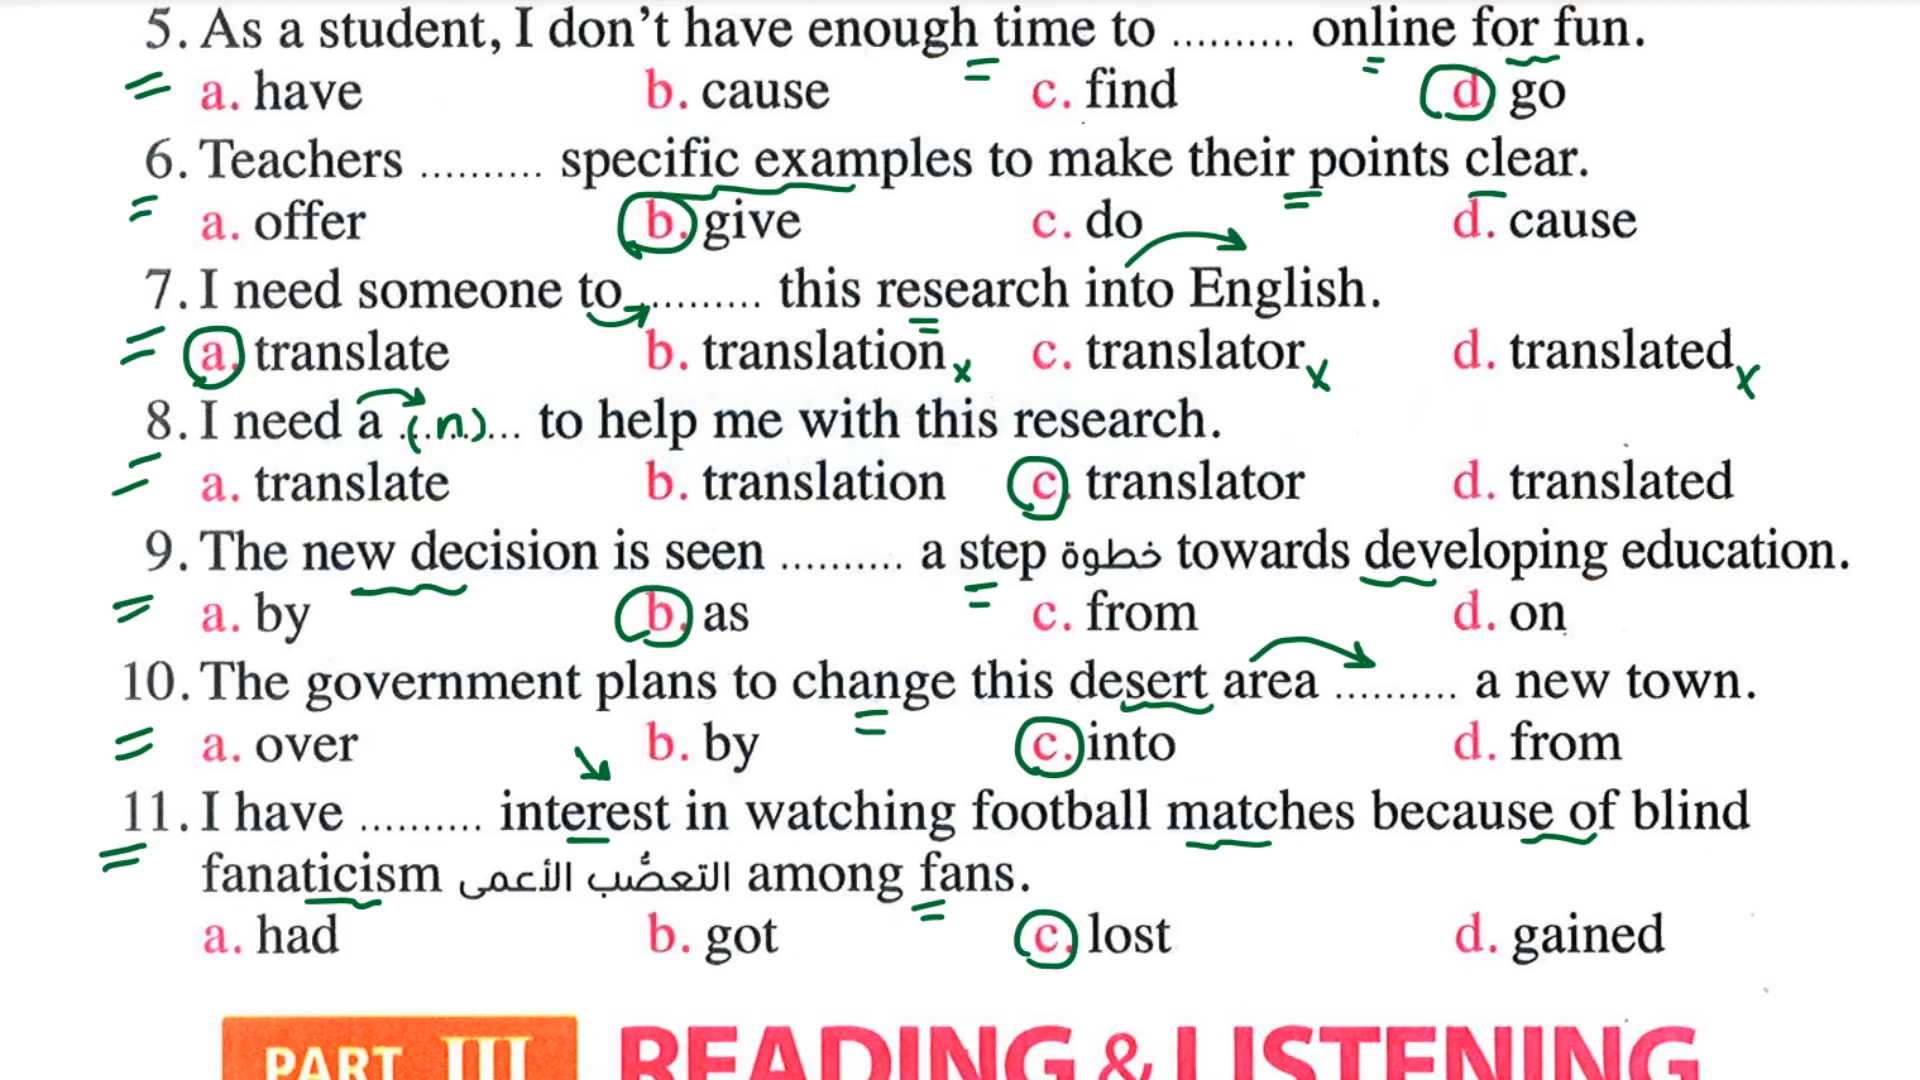 5. As a student, I don't have enough time to .......... online for fun.
a. have b. cause c. find d. go
6. Teachers .......... specific examples to make their points clear.
a. offer b. give c. do d. cause
7. I need someone to .......... this research into English.
a. translate b. translation x c. translator x d. translated x
8. I need a ..(n)... to help me with this research.
a. translate b. translation c. translator d. translated
9. The new decision is seen .......... a step خطوة towards developing education.
a. by b. as c. from d. on
10. The government plans to change this desert area .......... a new town.
a. over b. by c. into d. from
11. I have .......... interest in watching football matches because of blind
fanaticism التعصُّب الأعمى among fans.
a. had b. got c. lost d. gained
PART III READING & LISTENING